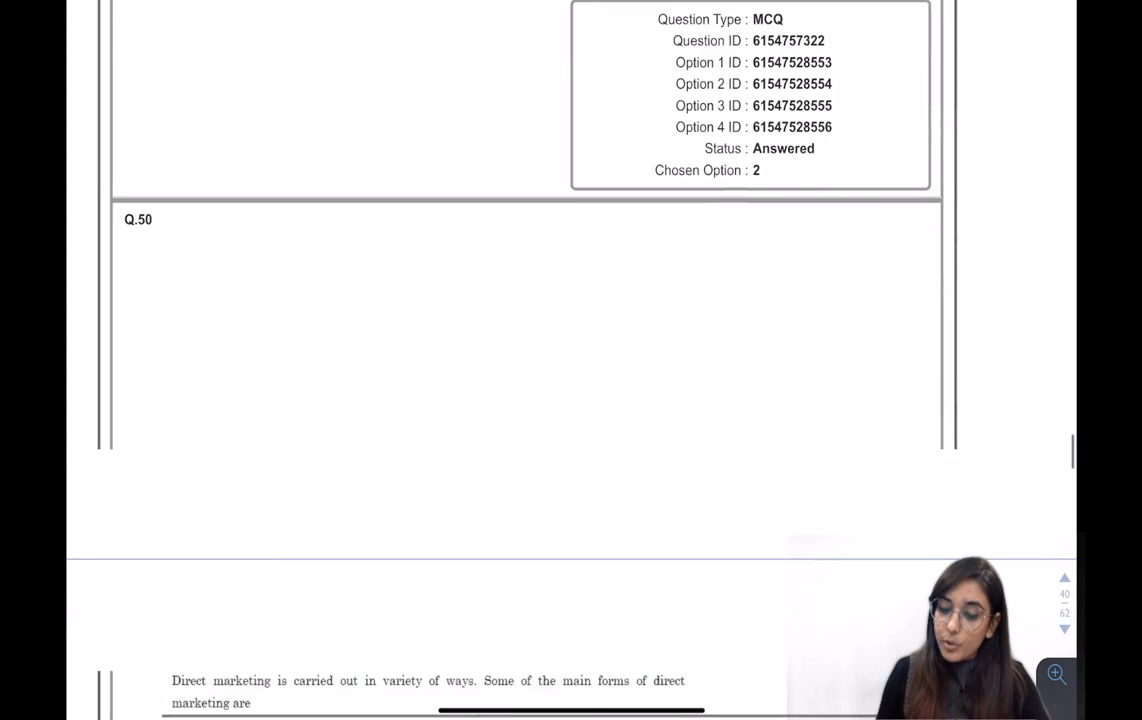 Question Type : MCQ
Question ID : 6154757322
Option 1 ID : 61547528553
Option 2 ID : 61547528554
Option 3 ID : 61547528555
Option 4 ID : 61547528556
Status : Answered
Chosen Option : 2
Q.50
40
62
Direct marketing is carried out in variety of ways. Some of the main forms of direct
marketing are